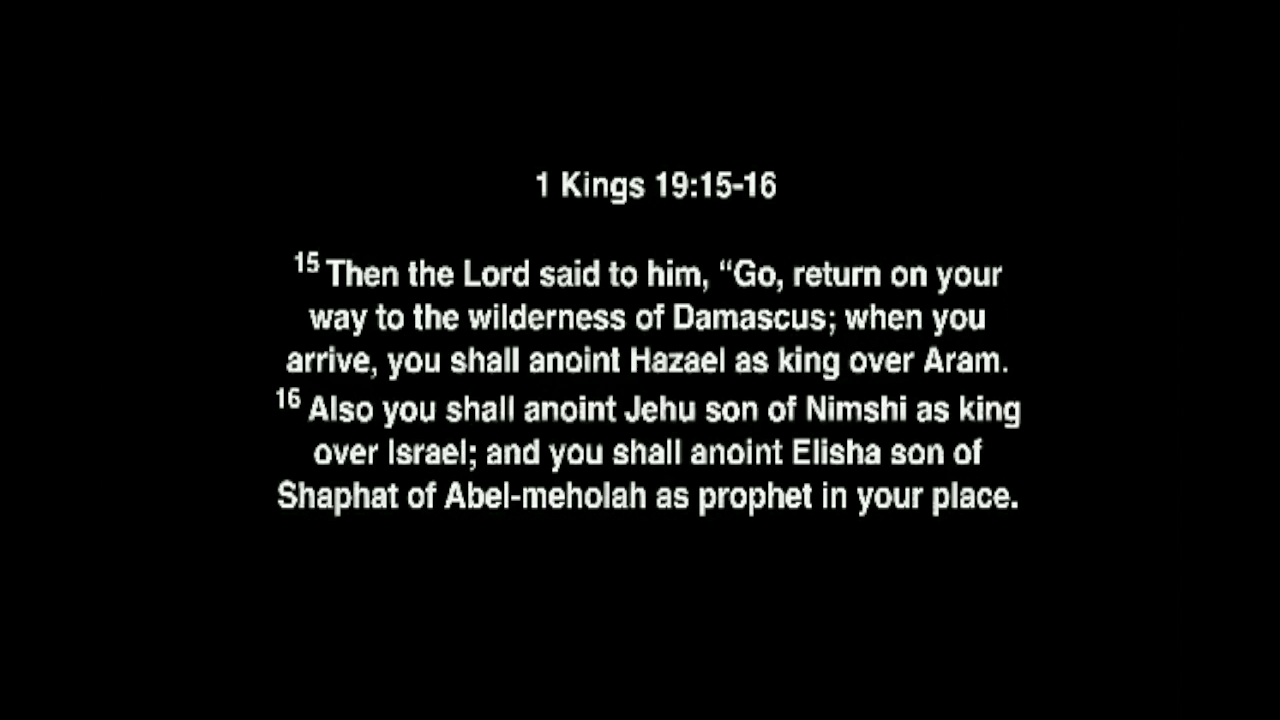 1 Kings 19:15-16
15 Then the Lord said to him, “Go, return on your
way to the wilderness of Damascus; when you
arrive, you shall anoint Hazael as king over Aram.
16 Also you shall anoint Jehu son of Nimshi as king
over Israel; and you shall anoint Elisha son of
Shaphat of Abel-meholah as prophet in your place.